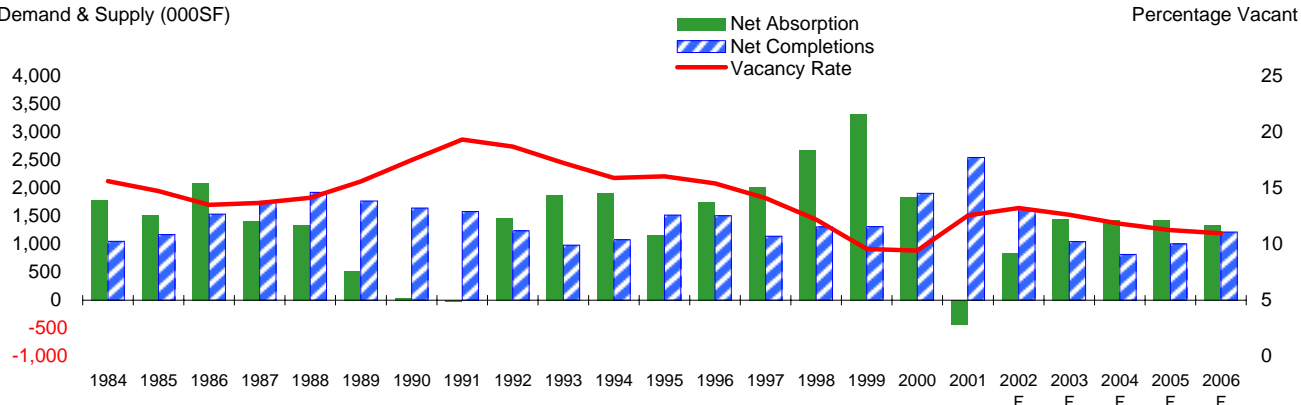 Demand & Supply (000SF)
Percentage Vacant
Net Absorption
Net Completions
Vacancy Rate
4,000
3,500
3,000
2,500
2,000
1,500
1,000
500
0
-500
-1,000
25
20
15
10
5
0
1984 1985 1986 1987 1988 1989 1990 1991 1992 1993 1994 1995 1996 1997 1998 1999 2000 2001 2002 2003 2004 2005 2006